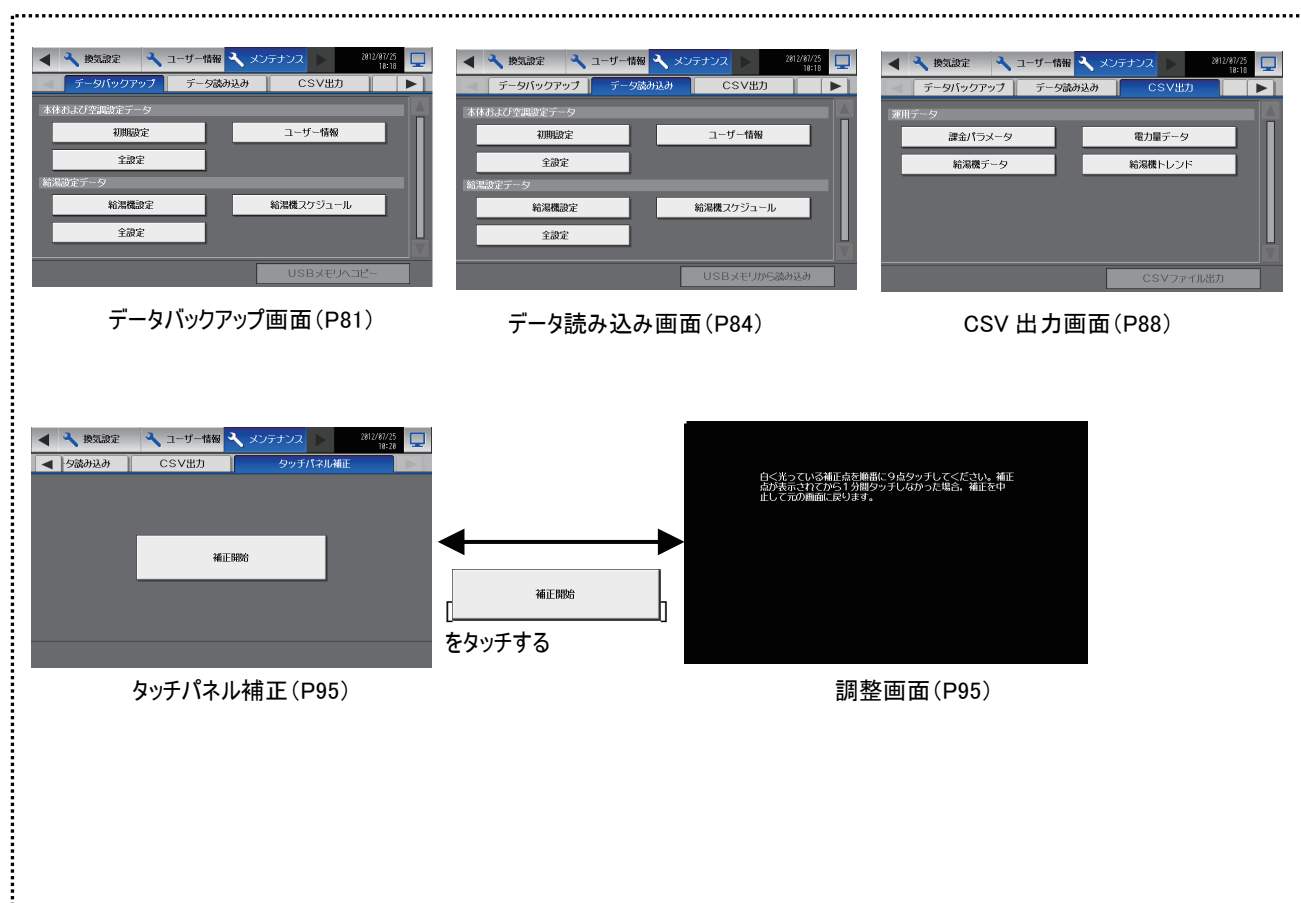 換気設定 ユーザー情報 メンテナンス 2012/07/25 10:18
データバックアップ データ読み込み CSV出力
本体および空調設定データ
初期設定 ユーザー情報
全設定
給湯設定データ
給湯機設定 給湯機スケジュール
全設定
USBメモリへコピー
データバックアップ画面（P81）
換気設定 ユーザー情報 メンテナンス 2012/07/25 10:18
データバックアップ データ読み込み CSV出力
本体および空調設定データ
初期設定 ユーザー情報
全設定
給湯設定データ
給湯機設定 給湯機スケジュール
全設定
USBメモリから読み込み
データ読み込み画面（P84）
換気設定 ユーザー情報 メンテナンス 2012/07/25 10:18
データバックアップ データ読み込み CSV出力
運用データ
課金パラメータ 電力量データ
給湯機データ 給湯機トレンド
CSVファイル出力
CSV 出力画面（P88）
換気設定 ユーザー情報 メンテナンス 2012/07/25 10:20
タ読み込み CSV出力 タッチパネル補正
補正開始
タッチパネル補正（P95）
[補正開始]
をタッチする
白く光っている補正点を順番に９点タッチしてください。補正
点が表示されてから１分間タッチしなかった場合，補正を中
止して元の画面に戻ります。
調整画面（P95）